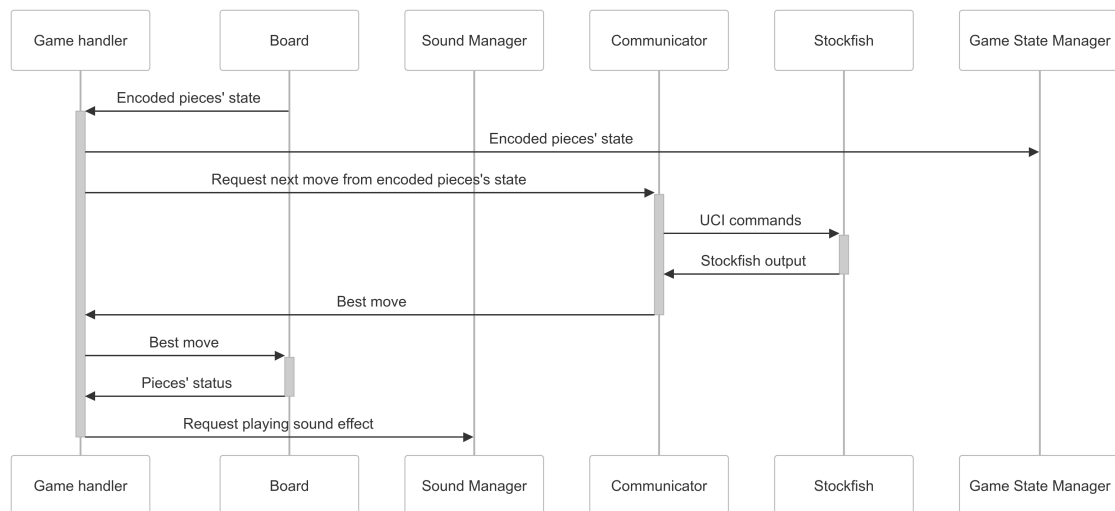 Game handler
Board
Sound Manager
Communicator
Stockfish
Game State Manager
Encoded pieces' state
Encoded pieces' state
Request next move from encoded pieces's state
UCI commands
Stockfish output
Best move
Best move
Pieces' status
Request playing sound effect
Game handler
Board
Sound Manager
Communicator
Stockfish
Game State Manager